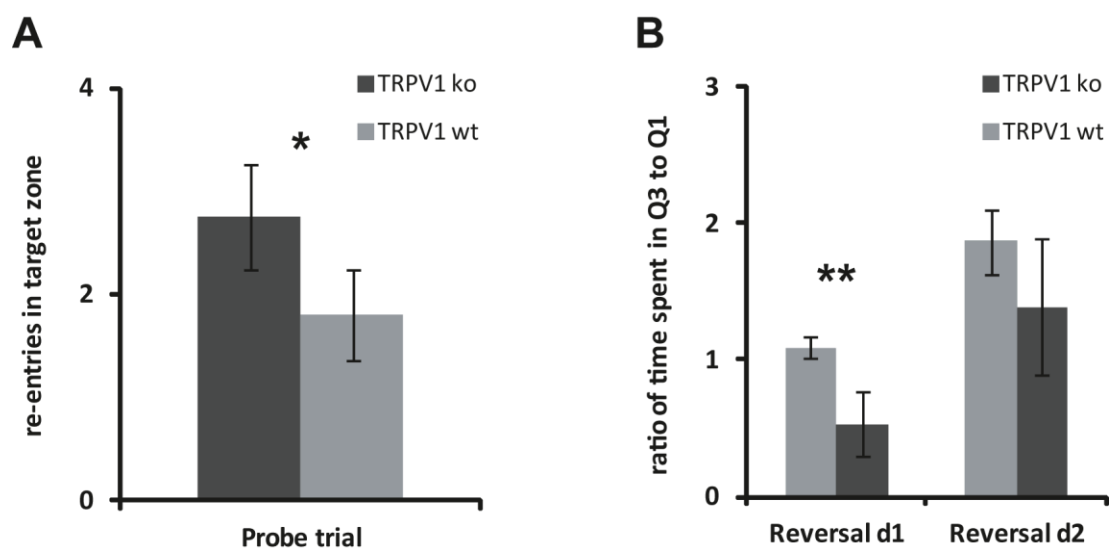 A
re-entries in target zone
4
2
0
TRPV1 ko
TRPV1 wt
*
Probe trial
B
ratio of time spent in Q3 to Q1
3
2
1
0
TRPV1 ko
TRPV1 wt
**
Reversal d1
Reversal d2